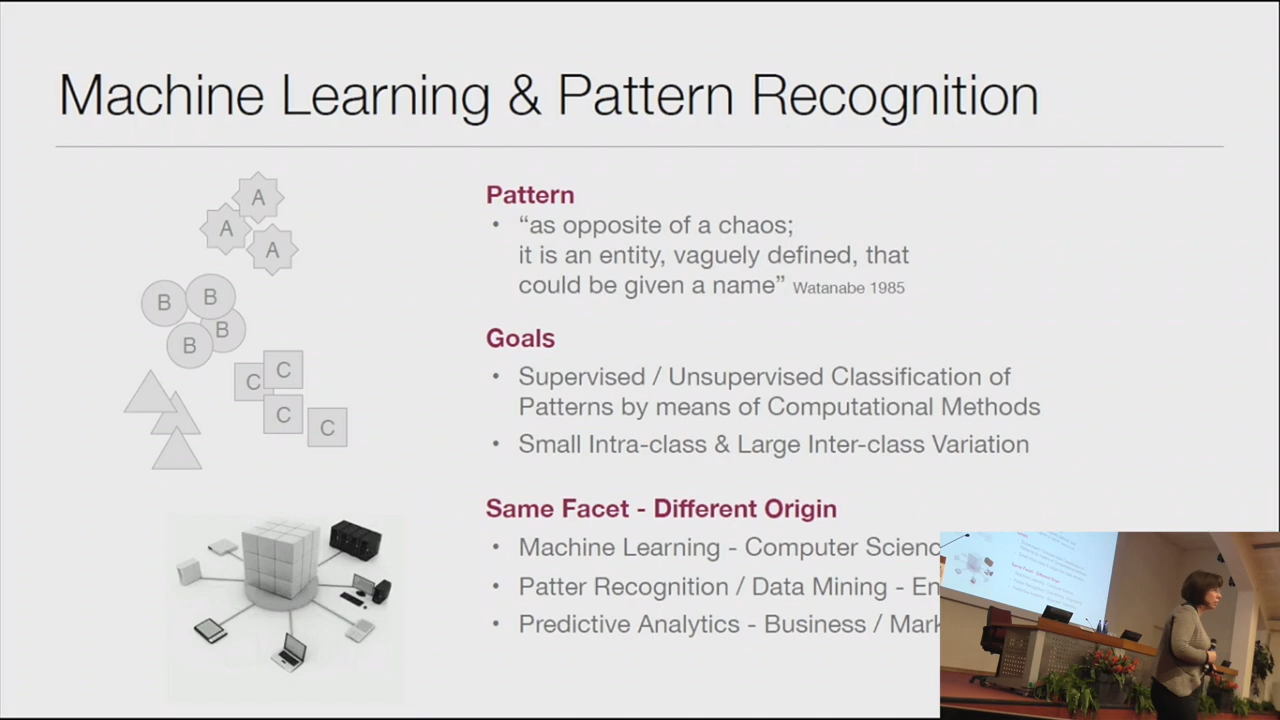 Machine Learning & Pattern Recognition
A
A
A
B
B
B
B
C
C
C
C
Pattern
• “as opposite of a chaos;
it is an entity, vaguely defined, that
could be given a name” Watanabe 1985
Goals
• Supervised / Unsupervised Classification of
Patterns by means of Computational Methods
• Small Intra-class & Large Inter-class Variation
Same Facet - Different Origin
• Machine Learning - Computer Scienc
• Patter Recognition / Data Mining - En
• Predictive Analytics - Business / Mark